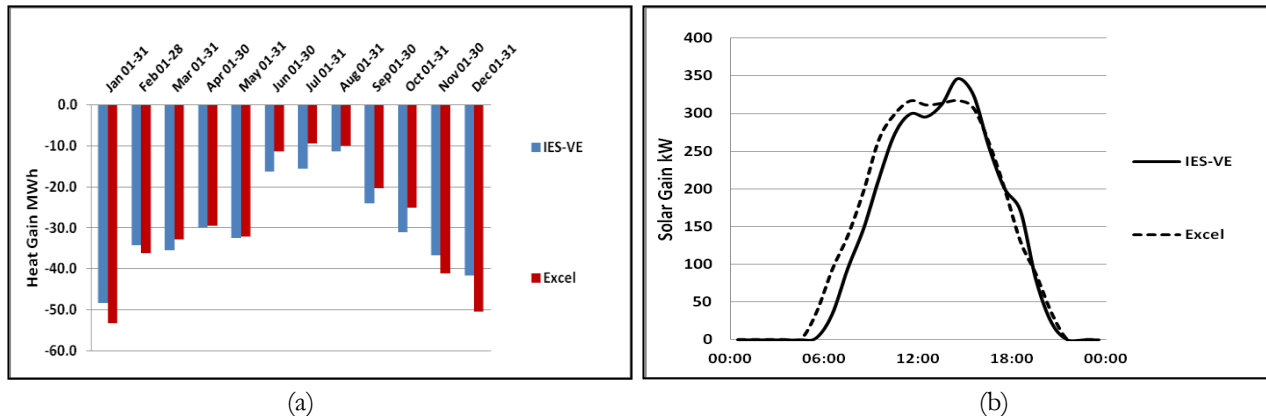 Jan 01-31
Feb 01-28
Mar 01-31
Apr 01-30
May 01-31
Jun 01-30
Jul 01-31
Aug 01-31
Sep 01-30
Oct 01-31
Nov 01-30
Dec 01-31
0.0
-10.0
-20.0
-30.0
-40.0
-50.0
-60.0
Heat Gain MWh
IES-VE
Excel
(a)
400
350
300
250
200
150
100
50
0
Solar Gain kW
00:00
06:00
12:00
18:00
00:00
IES-VE
Excel
(b)